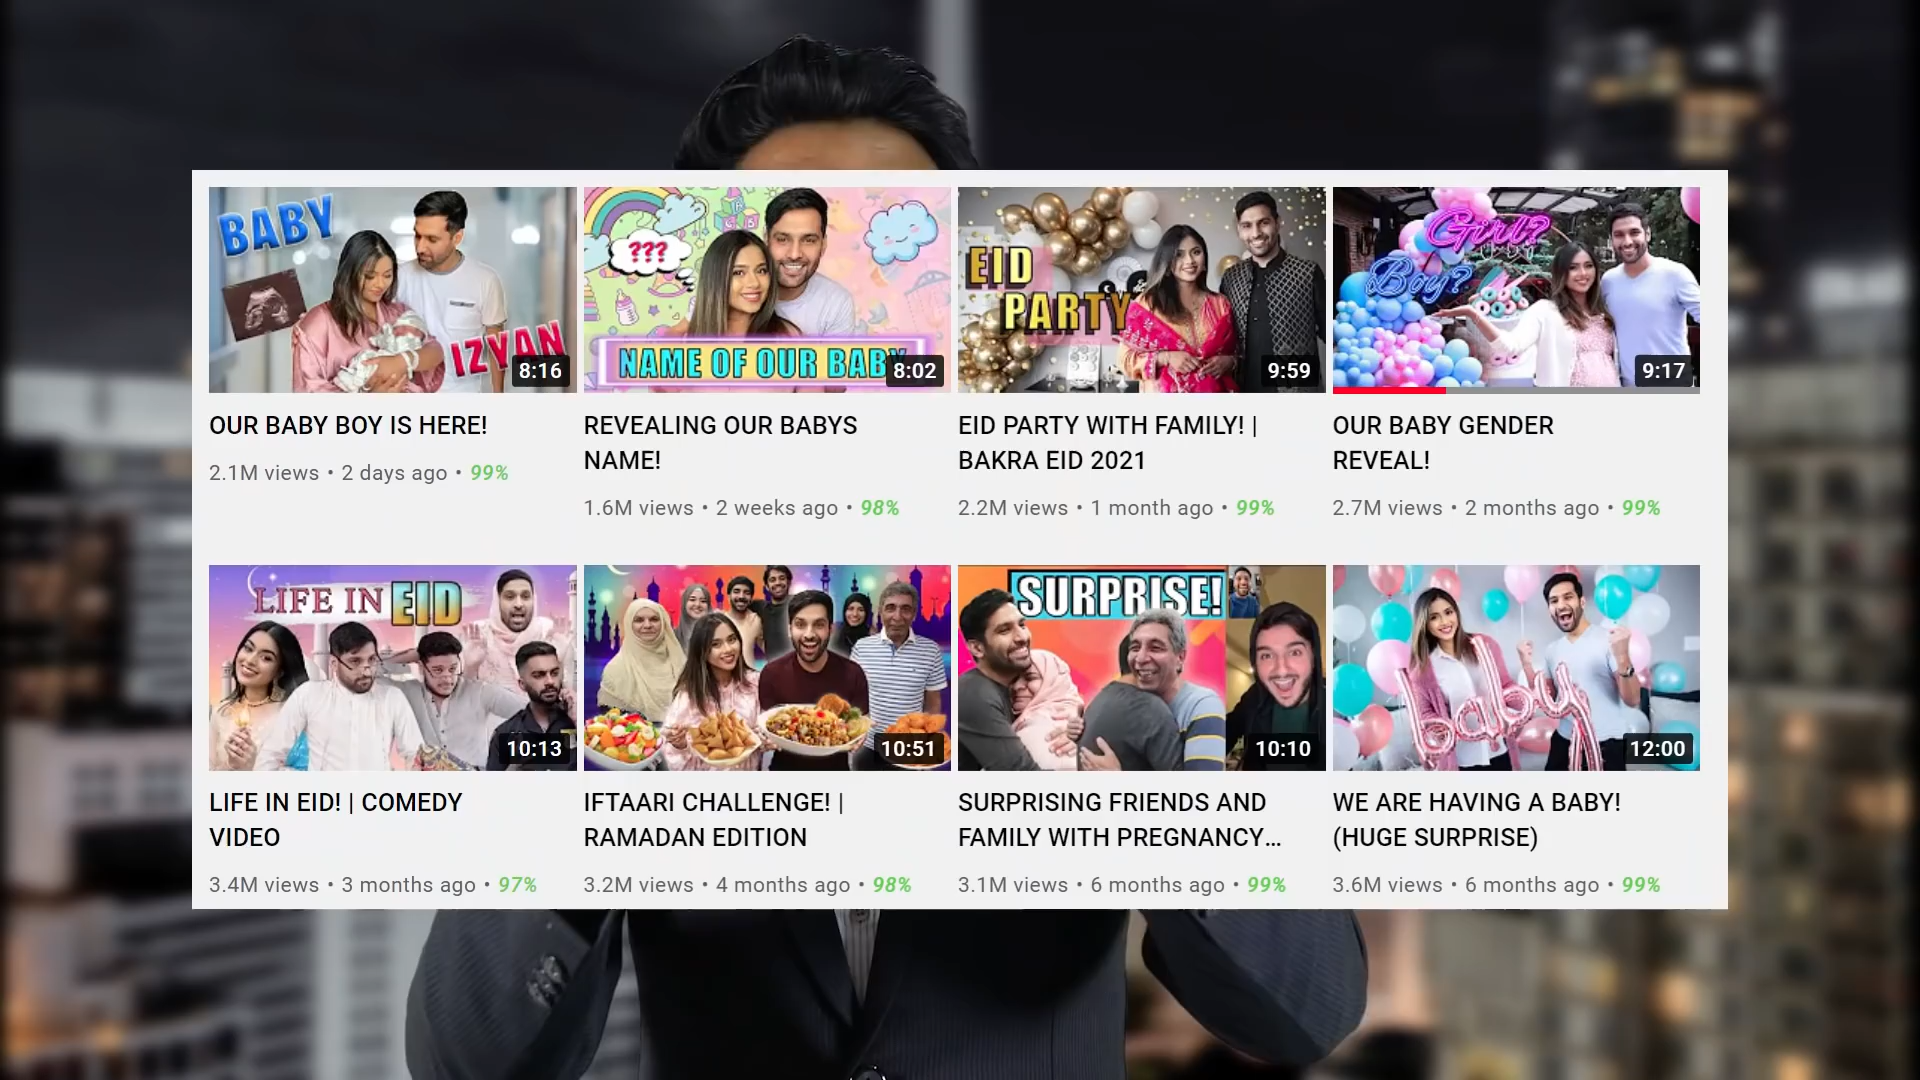 BABY
IZYAN
8:16
???
NAME OF OUR BABY
8:02
EID
PARTY
9:59
Girl?
Boy?
9:17
OUR BABY BOY IS HERE!
2.1M views • 2 days ago • 99%
REVEALING OUR BABYS
NAME!
1.6M views • 2 weeks ago • 98%
EID PARTY WITH FAMILY! |
BAKRA EID 2021
2.2M views • 1 month ago • 99%
OUR BABY GENDER
REVEAL!
2.7M views • 2 months ago • 99%
LIFE IN EID
10:13
10:51
SURPRISE!
10:10
baby
12:00
LIFE IN EID! | COMEDY
VIDEO
3.4M views • 3 months ago • 97%
IFTAARI CHALLENGE! |
RAMADAN EDITION
3.2M views • 4 months ago • 98%
SURPRISING FRIENDS AND
FAMILY WITH PREGNANCY...
3.1M views • 6 months ago • 99%
WE ARE HAVING A BABY!
(HUGE SURPRISE)
3.6M views • 6 months ago • 99%